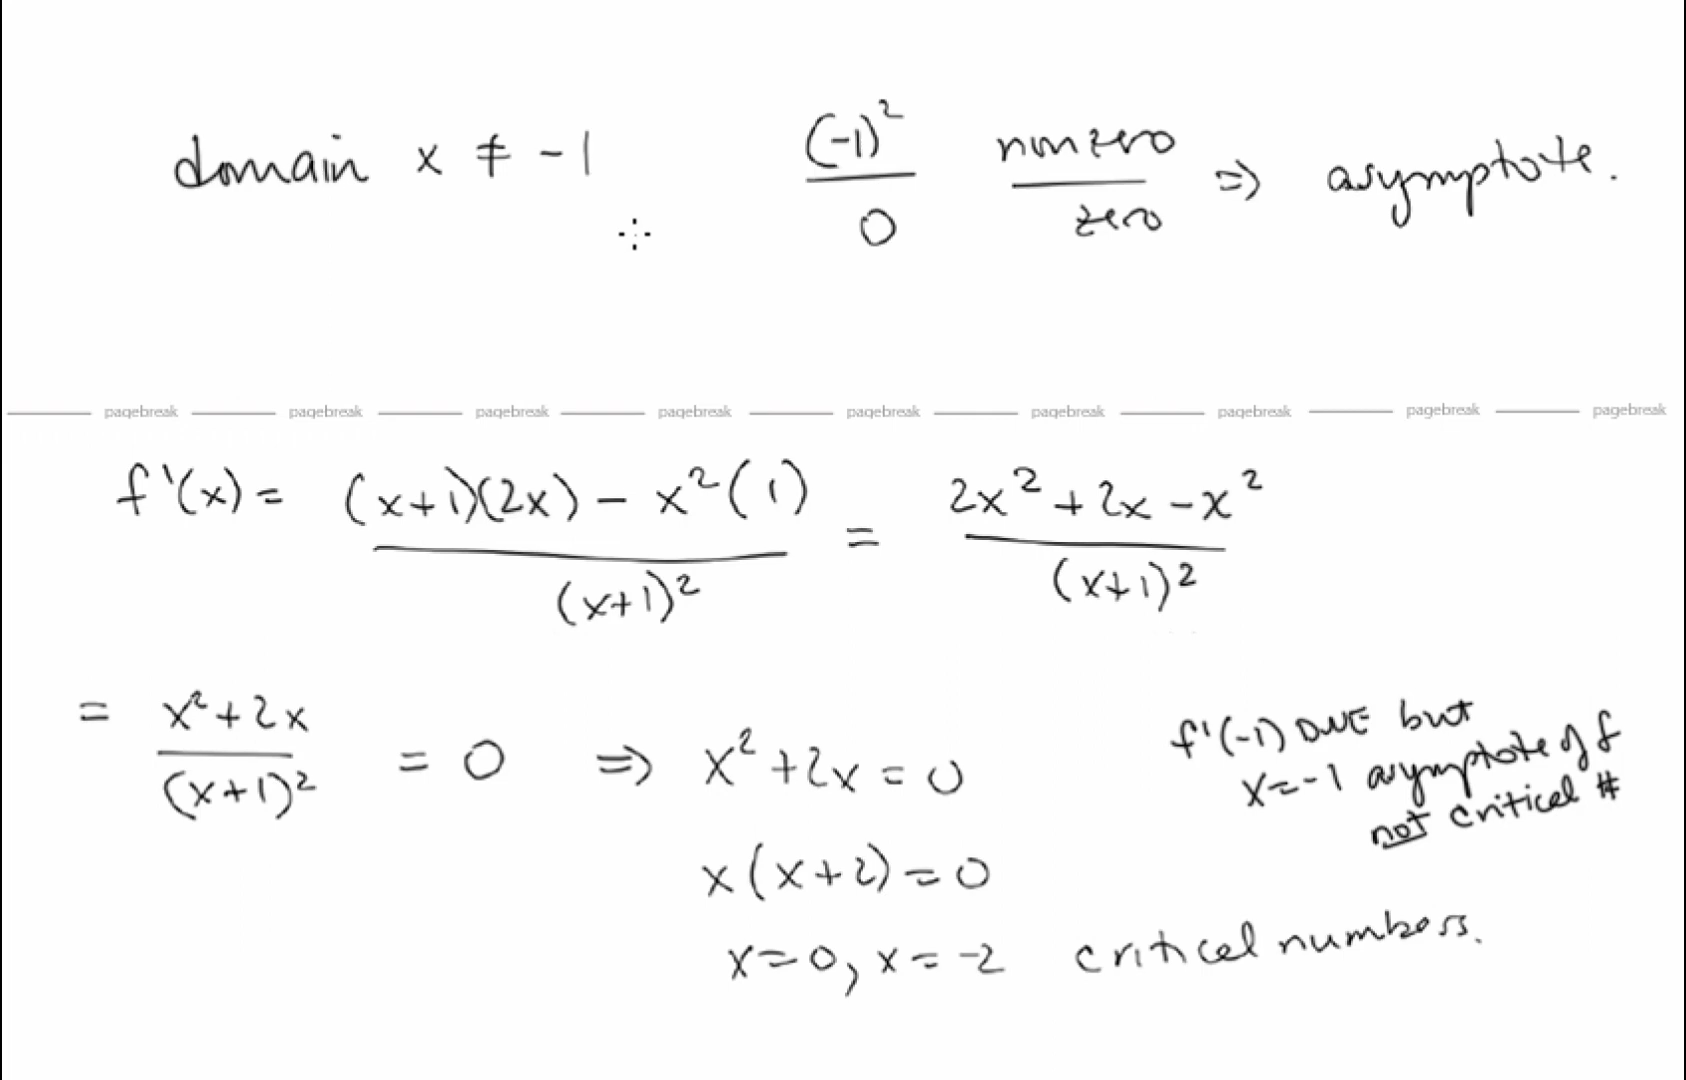 domain x ≠ -1 (-1)²/0 nonzero/zero => asymptote.
pagebreak pagebreak pagebreak pagebreak pagebreak pagebreak pagebreak pagebreak pagebreak
f'(x) = ((x+1)(2x) - x²(1))/(x+1)² = (2x² + 2x - x²)/(x+1)²
= (x²+2x)/(x+1)² = 0 => x²+2x = 0
f'(-1) DNE but
x=-1 asymptote of f
not critical #
x(x+2) = 0
x=0, x=-2 critical numbers.